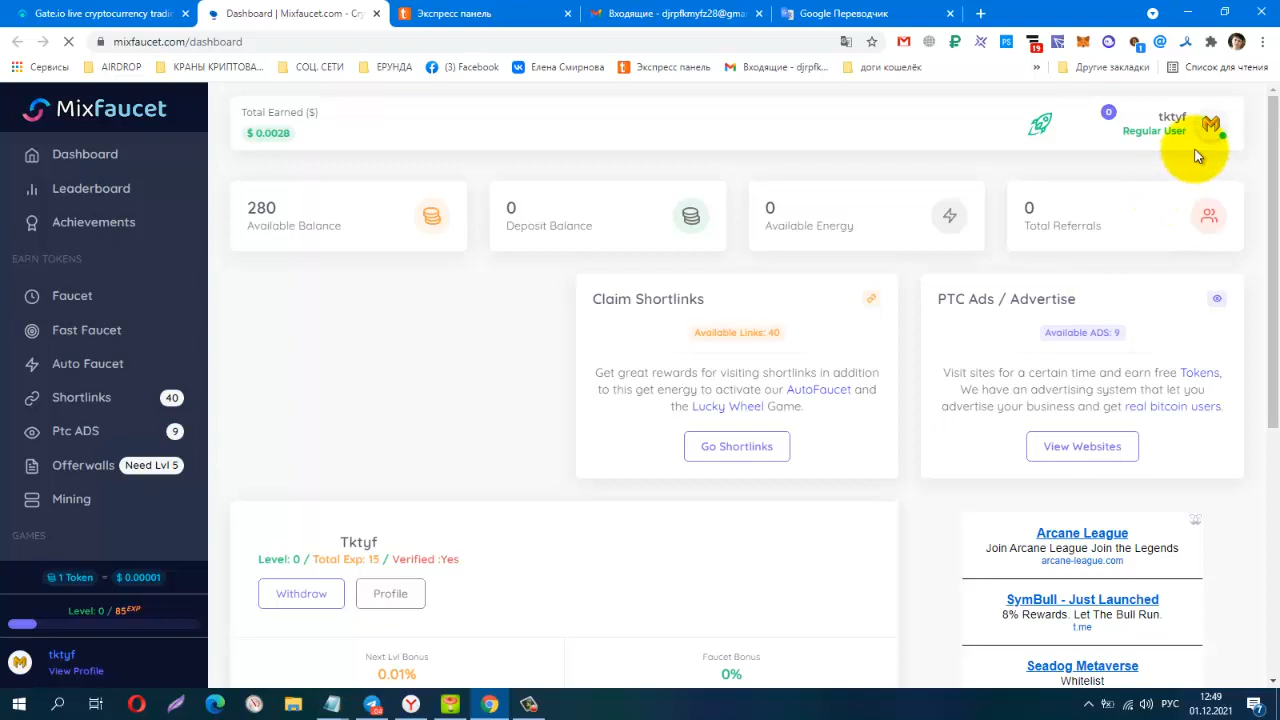 Gate.io live cryptocurrency tradin
Dashboard | Mixfaucet.com - Tкт
Экспресс панель
Входящие - djrpfkmyfz28@gma
Google Переводчик
mixfaucet.com/dashboard
19
1
Сервисы
AIRDROP
КРАНЫ КРИПТОВА...
СОЦ. СЕТИ
ЕРУНДА
(3) Facebook
Елена Смирнова
Экспресс панель
Входящие - djrpfk...
доги кошелёк
»
Другие закладки
Список для чтения
Mixfaucet
Dashboard
Leaderboard
Achievements
EARN TOKENS
Faucet
Fast Faucet
Auto Faucet
Shortlinks 40
Ptc ADS 9
Offerwalls Need Lvl 5
Mining
GAMES
1 Token = $ 0.00001
Level: 0 / 85EXP
tktyf
View Profile
Total Earned ($)
$ 0.0028
0
tktyf
Regular User
280
Available Balance
0
Deposit Balance
0
Available Energy
0
Total Referrals
Claim Shortlinks
Available Links: 40
Get great rewards for visiting shortlinks in addition
to this get energy to activate our AutoFaucet and
the Lucky Wheel Game.
Go Shortlinks
PTC Ads / Advertise
Available ADS: 9
Visit sites for a certain time and earn free Tokens,
We have an advertising system that let you
advertise your business and get real bitcoin users.
View Websites
Tktyf
Level: 0 / Total Exp: 15 / Verified :Yes
Withdraw
Profile
Next Lvl Bonus
0.01%
Faucet Bonus
0%
Arcane League
Join Arcane League Join the Legends
arcane-league.com
SymBull - Just Launched
8% Rewards. Let The Bull Run.
t.me
Seadog Metaverse
Whitelist
РУС
12:49
01.12.2021